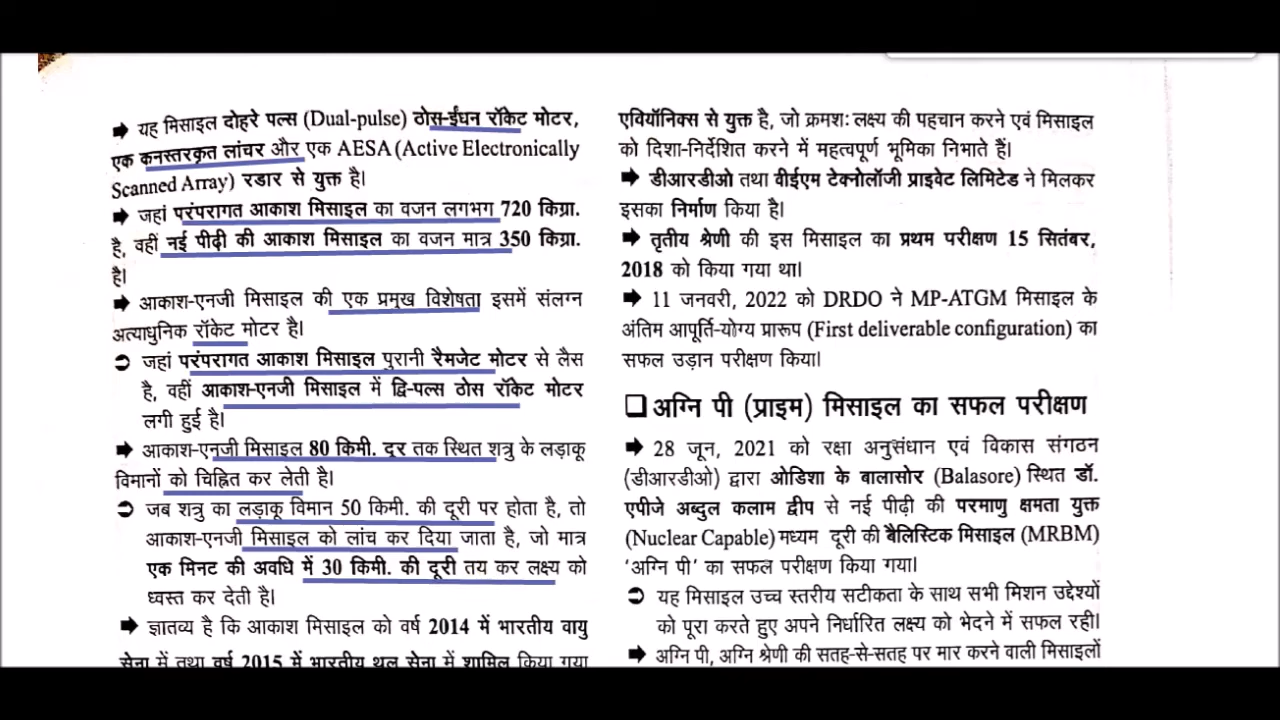 ➡ यह मिसाइल दोहरे पल्स (Dual-pulse) ठोस-ईंधन रॉकेट मोटर,
एक कनस्तरकृत लांचर और एक AESA (Active Electronically
Scanned Array) रडार से युक्त है।
➡ जहां परंपरागत आकाश मिसाइल का वजन लगभग 720 किग्रा.
है, वहीं नई पीढ़ी की आकाश मिसाइल का वजन मात्र 350 किग्रा.
है।
➡ आकाश-एनजी मिसाइल की एक प्रमुख विशेषता इसमें संलग्न
अत्याधुनिक रॉकेट मोटर है।
➲ जहां परंपरागत आकाश मिसाइल पुरानी रैमजेट मोटर से लैस
है, वहीं आकाश-एनजी मिसाइल में द्वि-पल्स ठोस रॉकेट मोटर
लगी हुई है।
➡ आकाश-एनजी मिसाइल 80 किमी. दूर तक स्थित शत्रु के लड़ाकू
विमानों को चिह्नित कर लेती है।
➲ जब शत्रु का लड़ाकू विमान 50 किमी. की दूरी पर होता है, तो
आकाश-एनजी मिसाइल को लांच कर दिया जाता है, जो मात्र
एक मिनट की अवधि में 30 किमी. की दूरी तय कर लक्ष्य को
ध्वस्त कर देती है।
➡ ज्ञातव्य है कि आकाश मिसाइल को वर्ष 2014 में भारतीय वायु
सेना में तथा वर्ष 2015 में भारतीय थल सेना में शामिल किया गया
एवियॉनिक्स से युक्त है, जो क्रमशः लक्ष्य की पहचान करने एवं मिसाइल
को दिशा-निर्देशित करने में महत्वपूर्ण भूमिका निभाते हैं।
➡ डीआरडीओ तथा वीईएम टेक्नोलॉजी प्राइवेट लिमिटेड ने मिलकर
इसका निर्माण किया है।
➡ तृतीय श्रेणी की इस मिसाइल का प्रथम परीक्षण 15 सितंबर,
2018 को किया गया था।
➡ 11 जनवरी, 2022 को DRDO ने MP-ATGM मिसाइल के
अंतिम आपूर्ति-योग्य प्रारूप (First deliverable configuration) का
सफल उड़ान परीक्षण किया।
❑ अग्नि पी (प्राइम) मिसाइल का सफल परीक्षण
➡ 28 जून, 2021 को रक्षा अनुसंधान एवं विकास संगठन
(डीआरडीओ) द्वारा ओडिशा के बालासोर (Balasore) स्थित डॉ.
एपीजे अब्दुल कलाम द्वीप से नई पीढ़ी की परमाणु क्षमता युक्त
(Nuclear Capable) मध्यम दूरी की बैलिस्टिक मिसाइल (MRBM)
‘अग्नि पी’ का सफल परीक्षण किया गया।
➲ यह मिसाइल उच्च स्तरीय सटीकता के साथ सभी मिशन उद्देश्यों
को पूरा करते हुए अपने निर्धारित लक्ष्य को भेदने में सफल रही।
➡ अग्नि पी, अग्नि श्रेणी की सतह-से-सतह पर मार करने वाली मिसाइलों